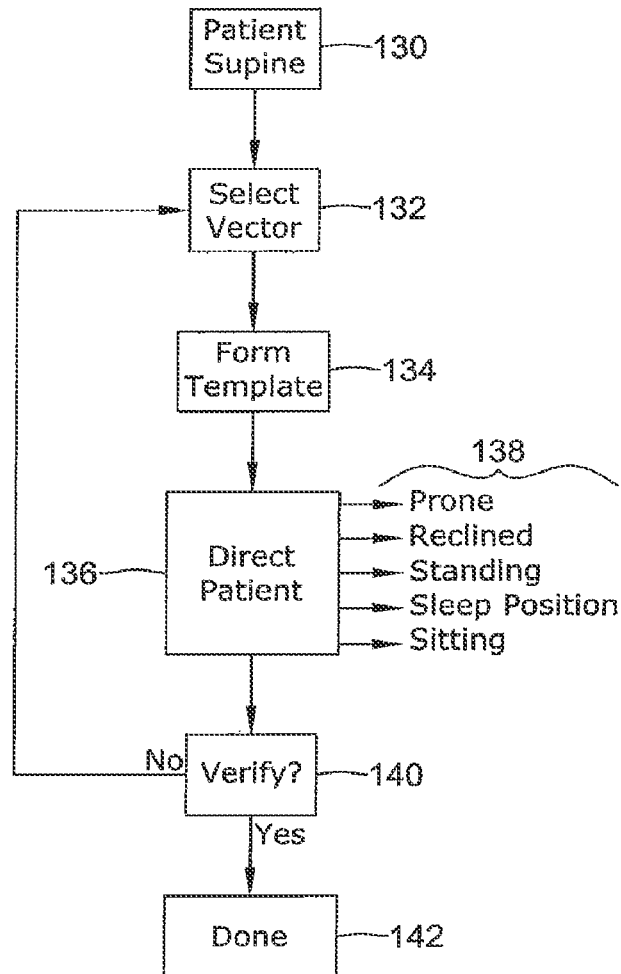 Patient
Supine
130
Select
Vector
132
Form
Template
134
138
Direct
Patient
136
Prone
Reclined
Standing
Sleep Position
Sitting
No
Verify?
140
Yes
Done
142